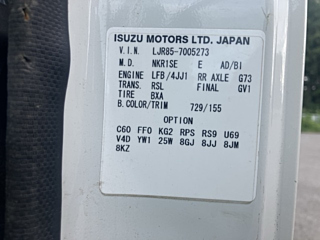 ISUZU MOTORS LTD. JAPAN
V.I.N. LJR85-7005273
M.D. NKR1SE E AD/BI
ENGINE LFB/4JJ1 RR AXLE G73
TRANS. RSL FINAL GV1
TIRE BXA
B.COLOR/TRIM 729/155
OPTION
C60 FF0 KG2 RPS RS9 U69
V4D YW1 25W 8GJ 8JJ 8JM
8KZ